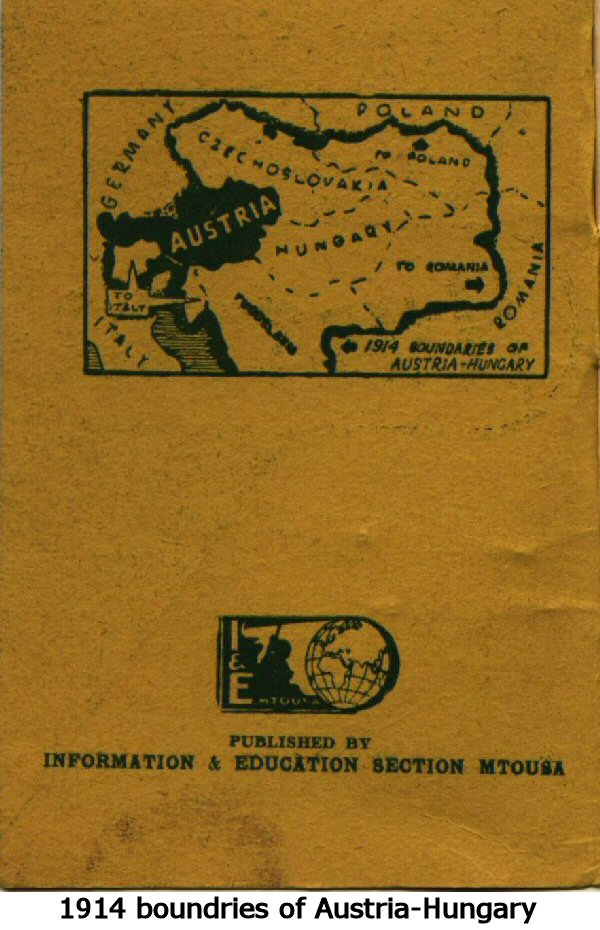 POLAND
GERMANY
CZECHOSLOVAKIA
TO POLAND
AUSTRIA
HUNGARY
TO ROMANIA
ROMANIA
TO
ITALY
ITALY
1914 BOUNDARIES OF
AUSTRIA-HUNGARY
I
&
E
MTOUSA
PUBLISHED BY
INFORMATION & EDUCATION SECTION MTOUSA
1914 boundries of Austria-Hungary